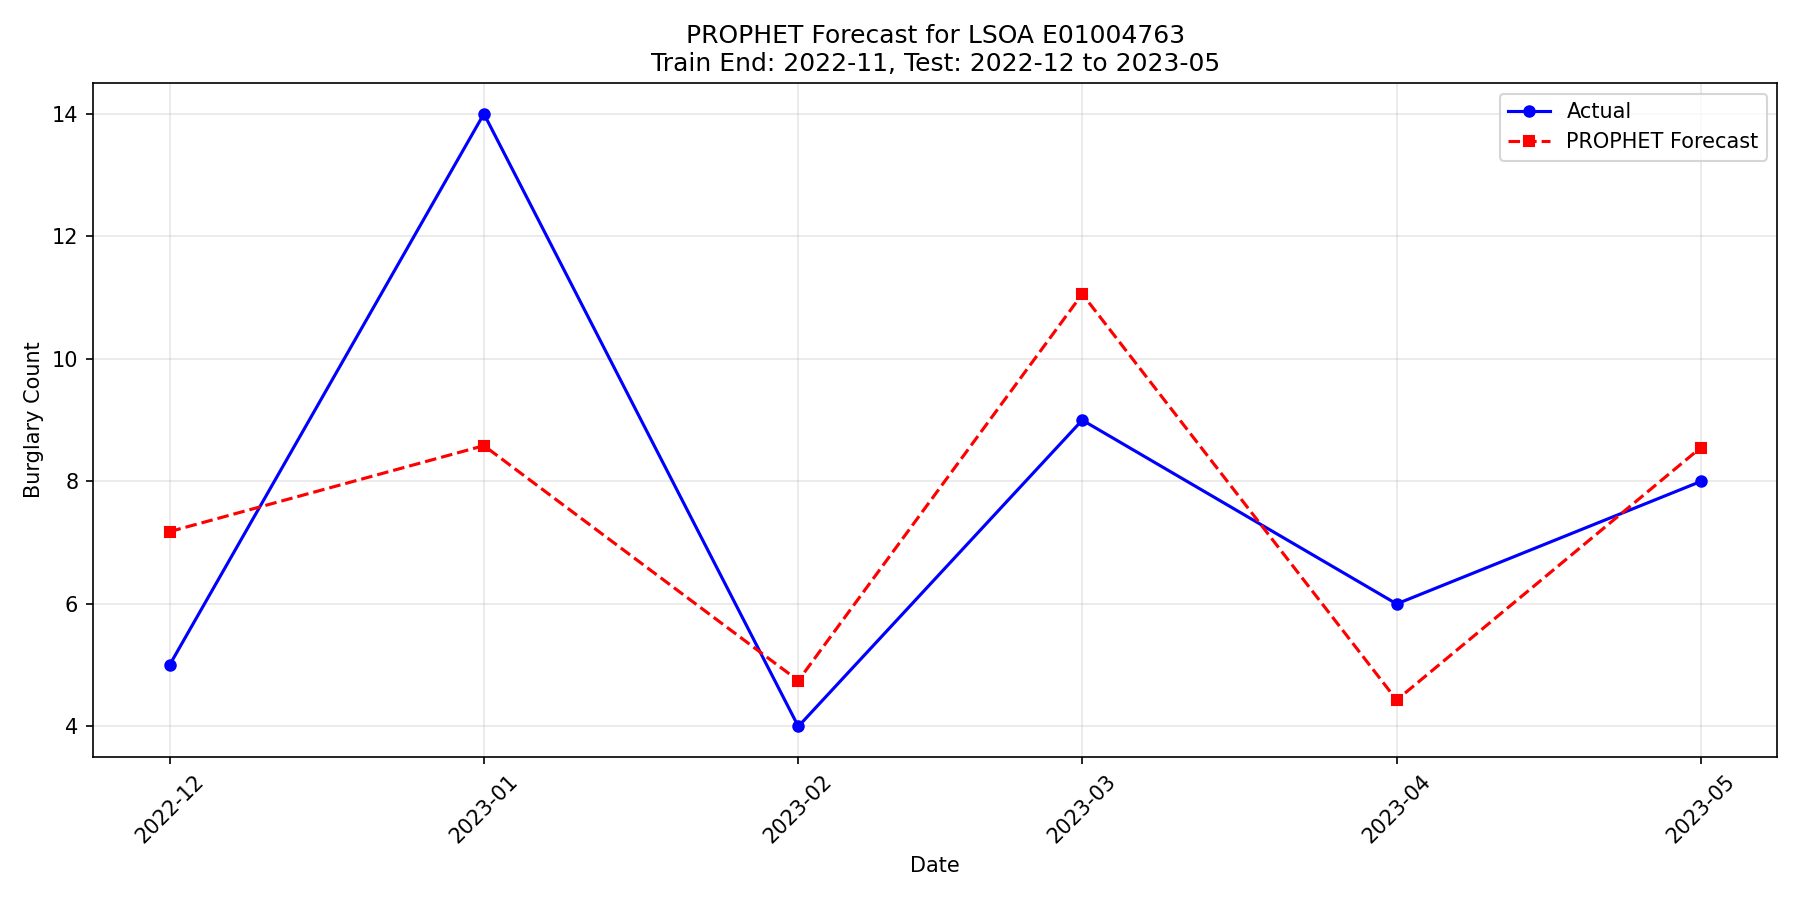 PROPHET Forecast for LSOA E01004763
Train End: 2022-11, Test: 2022-12 to 2023-05
Actual
PROPHET Forecast
Burglary Count
14
12
10
8
6
4
2022-12
2023-01
2023-02
2023-03
2023-04
2023-05
Date